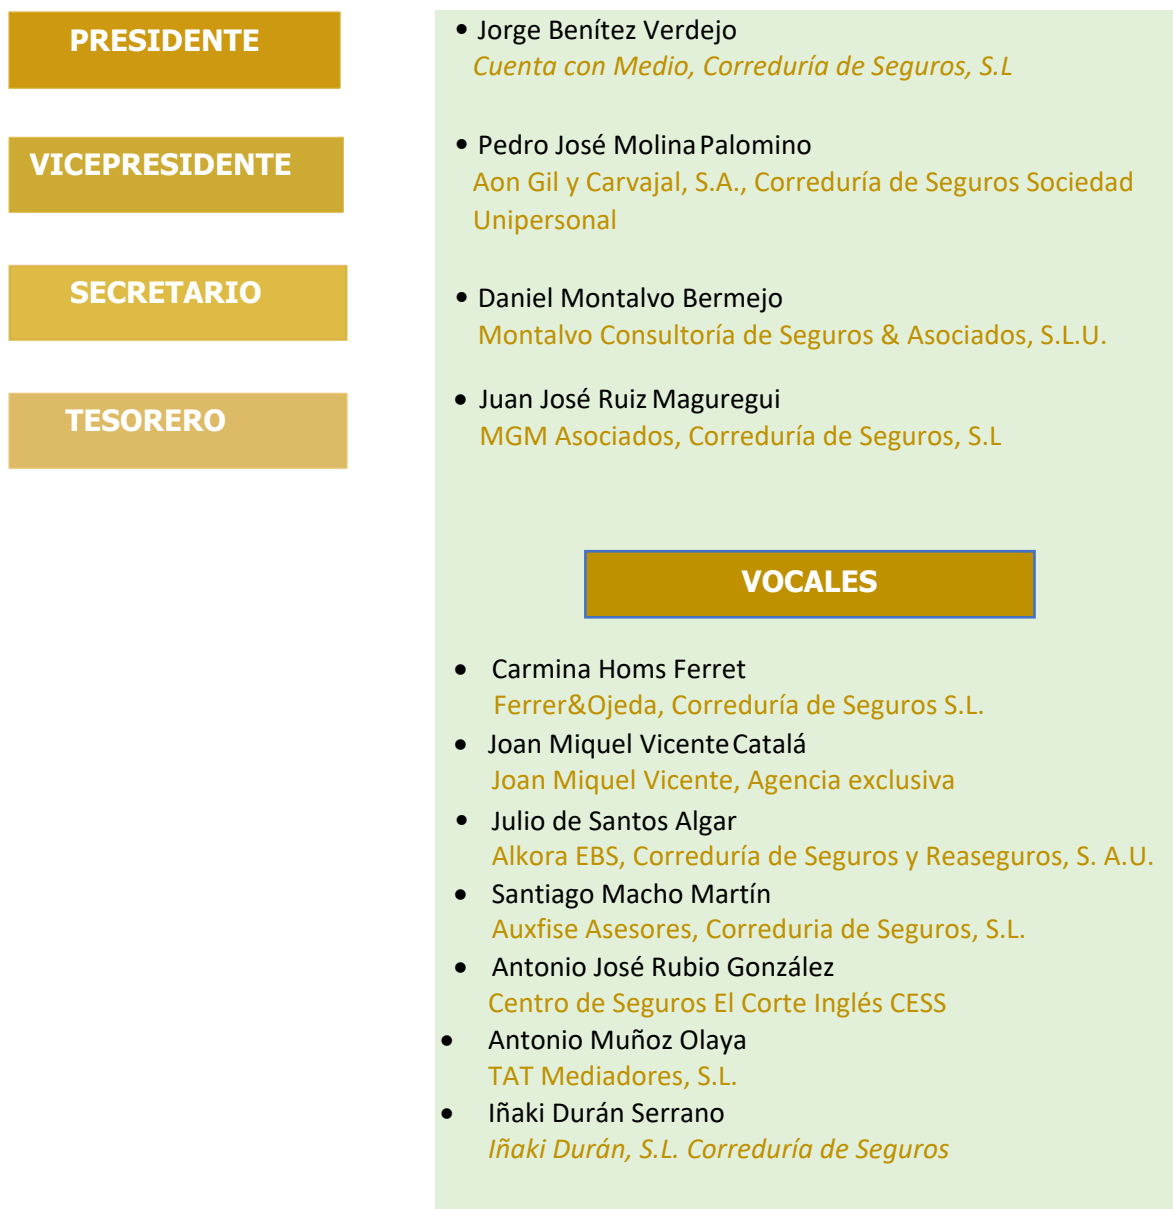 PRESIDENTE
• Jorge Benítez Verdejo
Cuenta con Medio, Correduría de Seguros, S.L
VICEPRESIDENTE
• Pedro José Molina Palomino
Aon Gil y Carvajal, S.A., Correduría de Seguros Sociedad
Unipersonal
SECRETARIO
• Daniel Montalvo Bermejo
Montalvo Consultoría de Seguros & Asociados, S.L.U.
TESORERO
• Juan José Ruiz Maguregui
MGM Asociados, Correduría de Seguros, S.L
VOCALES
• Carmina Homs Ferret
Ferrer&Ojeda, Correduría de Seguros S.L.
• Joan Miquel Vicente Catalá
Joan Miquel Vicente, Agencia exclusiva
• Julio de Santos Algar
Alkora EBS, Correduría de Seguros y Reaseguros, S. A.U.
• Santiago Macho Martín
Auxfise Asesores, Correduria de Seguros, S.L.
• Antonio José Rubio González
Centro de Seguros El Corte Inglés CESS
• Antonio Muñoz Olaya
TAT Mediadores, S.L.
• Iñaki Durán Serrano
Iñaki Durán, S.L. Correduría de Seguros